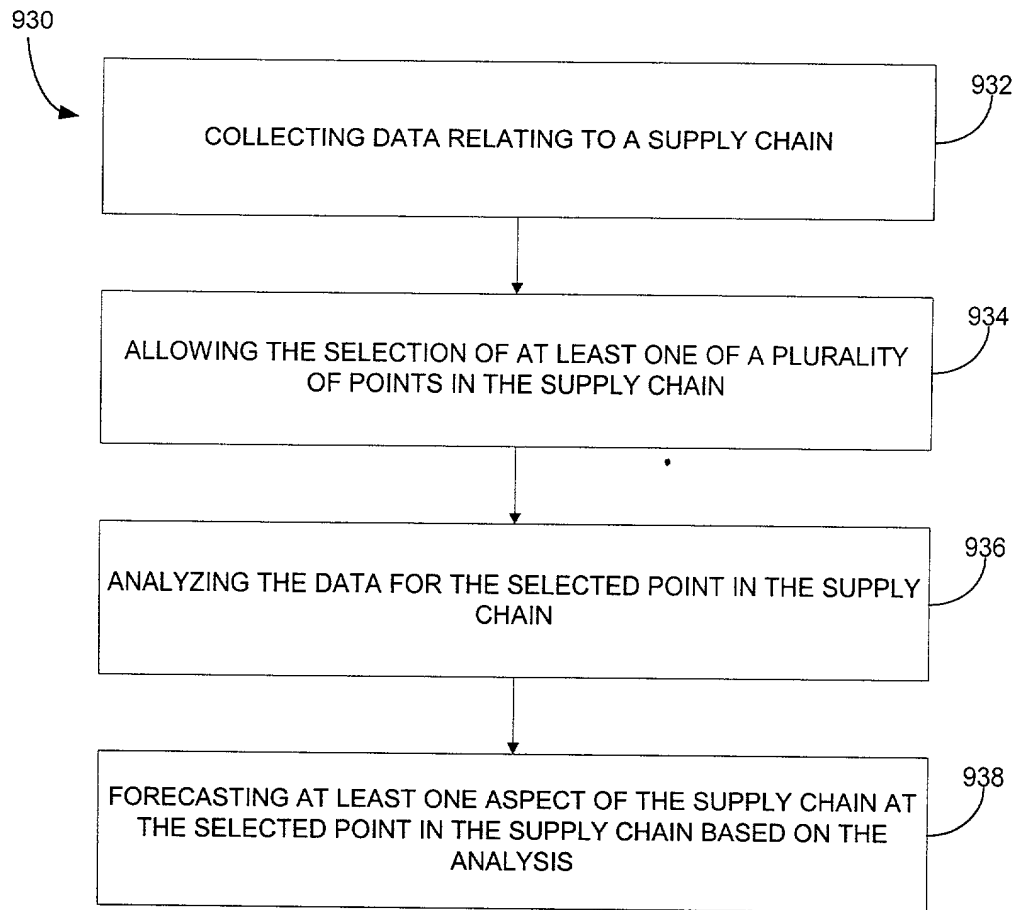 930
932
COLLECTING DATA RELATING TO A SUPPLY CHAIN
934
ALLOWING THE SELECTION OF AT LEAST ONE OF A PLURALITY
OF POINTS IN THE SUPPLY CHAIN
936
ANALYZING THE DATA FOR THE SELECTED POINT IN THE SUPPLY
CHAIN
938
FORECASTING AT LEAST ONE ASPECT OF THE SUPPLY CHAIN AT
THE SELECTED POINT IN THE SUPPLY CHAIN BASED ON THE
ANALYSIS